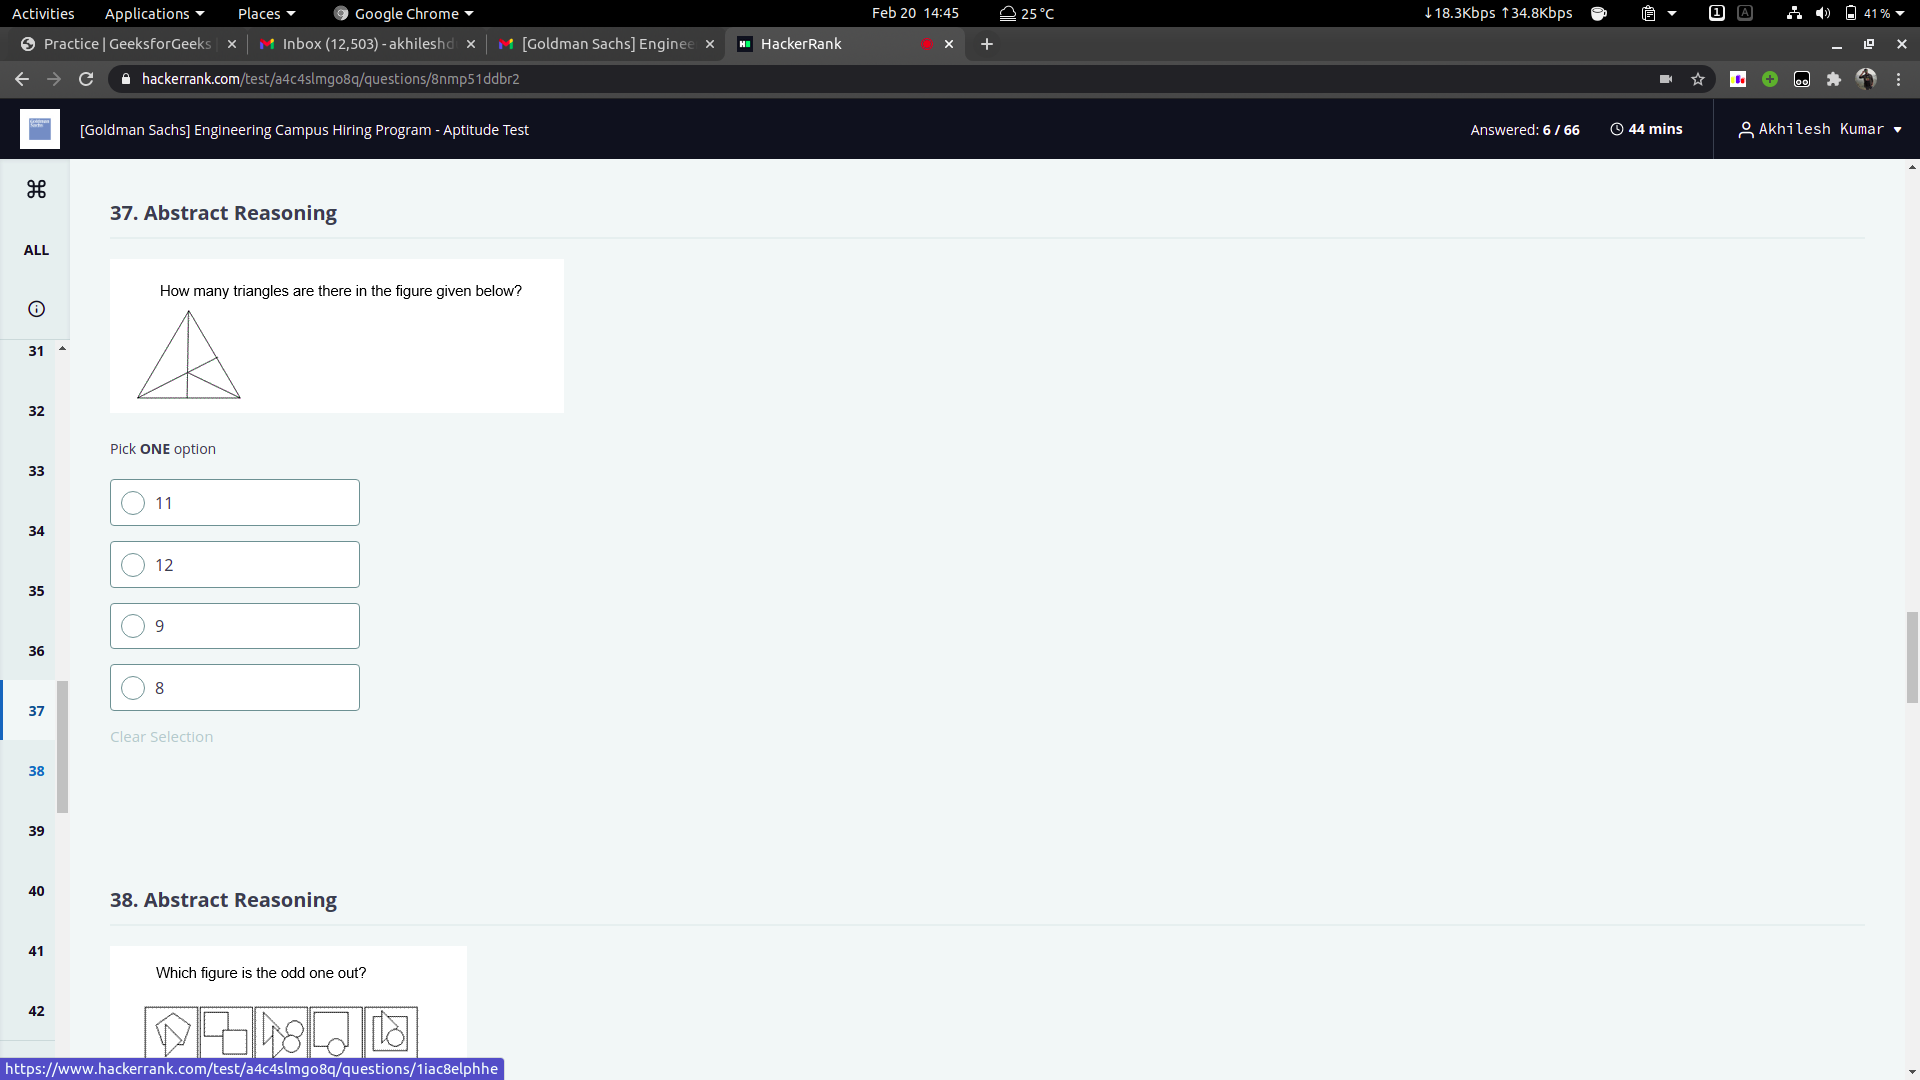 Activities Applications Places Google Chrome Feb 20 14:45 25 °C ↓18.3Kbps ↑34.8Kbps 1 A 41 %
Practice | GeeksforGeeks Inbox (12,503) - akhileshd [Goldman Sachs] Enginee HackerRank
hackerrank.com/test/a4c4slmgo8q/questions/8nmp51ddbr2
[Goldman Sachs] Engineering Campus Hiring Program - Aptitude Test Answered: 6 / 66 44 mins Akhilesh Kumar
ALL
31
32
33
34
35
36
37
38
39
40
41
42
37. Abstract Reasoning
How many triangles are there in the figure given below?
Pick ONE option
11
12
9
8
Clear Selection
38. Abstract Reasoning
Which figure is the odd one out?
https://www.hackerrank.com/test/a4c4slmgo8q/questions/1iac8elphhe